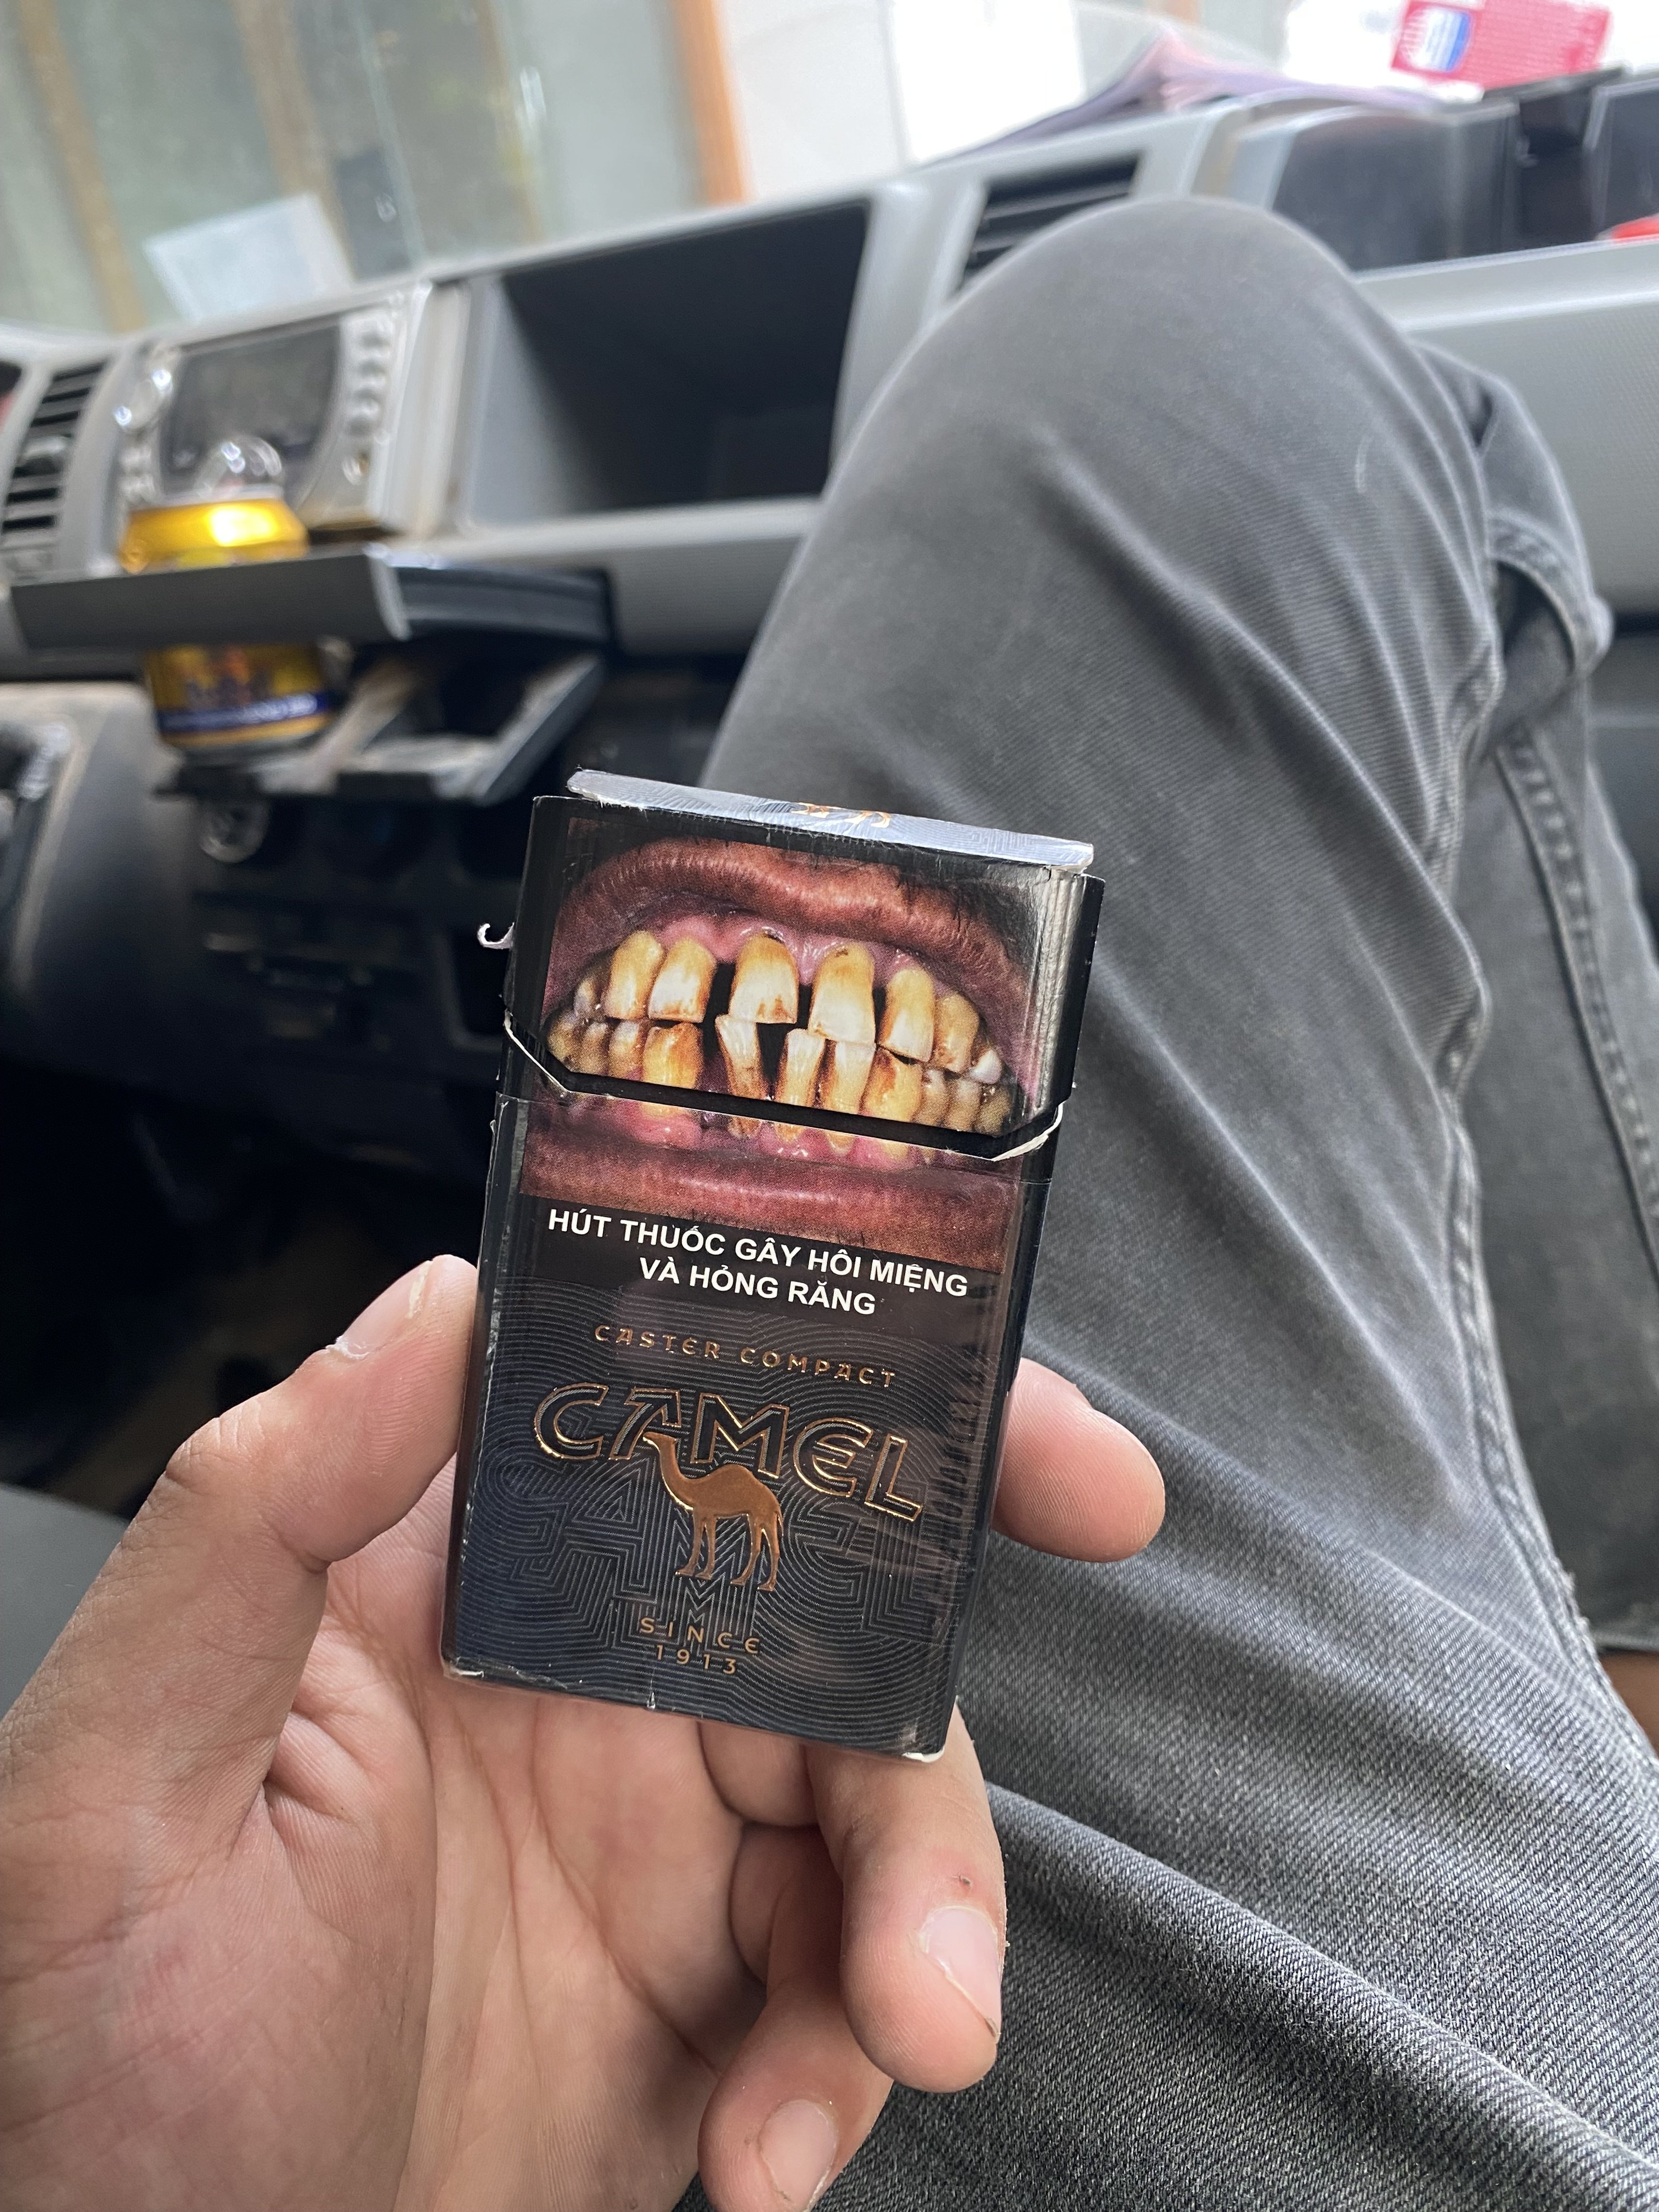 HÚT THUỐC GÂY HÔI MIỆNG
VÀ HỎNG RĂNG
CASTER COMPACT
CAMEL
SINCE
1913